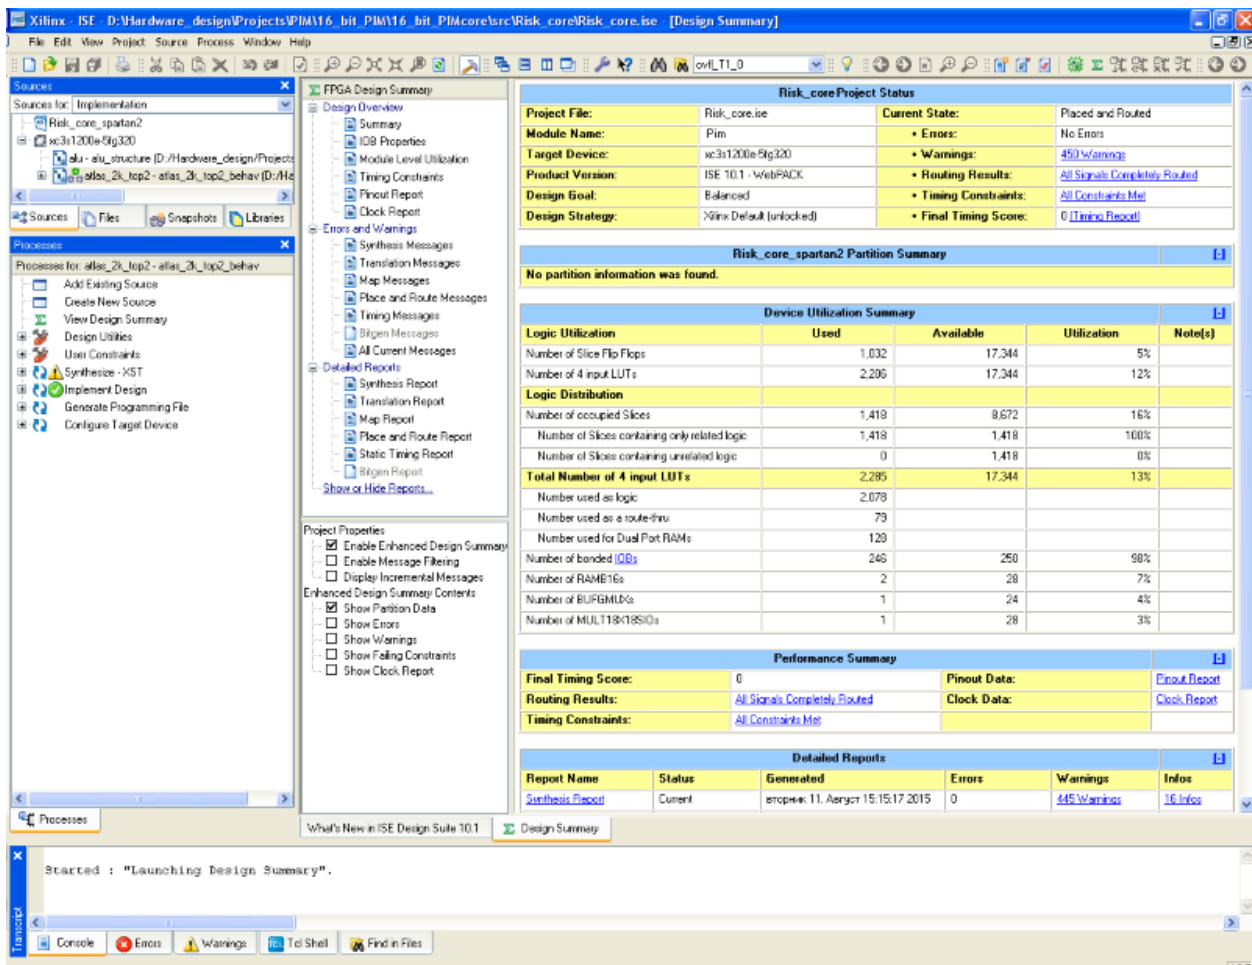 Xilinx - ISE - D:\Hardware_design\Projects\PIM\16_bit_PIM\16_bit_PIMcore\src\Risk_core\Risk_core.ise - [Design Summary]
File Edit View Project Source Process Window Help
ovfl_T1_0
Sources
Sources for: Implementation
Risk_core_spartan2
xc3s1200e-5fg320
alu - alu_structure (D:/Hardware_design/Projects
atlas_2k_top2 - atlas_2k_top2_behav (D:/Ha
Sources Files Snapshots Libraries
Processes
Processes for: atlas_2k_top2 - atlas_2k_top2_behav
Add Existing Source
Create New Source
View Design Summary
Design Utilities
User Constraints
Synthesize - XST
Implement Design
Generate Programming File
Configure Target Device
Processes
FPGA Design Summary
Design Overview
Summary
IOB Properties
Module Level Utilization
Timing Constraints
Pinout Report
Clock Report
Errors and Warnings
Synthesis Messages
Translation Messages
Map Messages
Place and Route Messages
Timing Messages
Bitgen Messages
All Current Messages
Detailed Reports
Synthesis Report
Translation Report
Map Report
Place and Route Report
Static Timing Report
Bitgen Report
Show or Hide Reports...
Project Properties
Enable Enhanced Design Summary
Enable Message Filtering
Display Incremental Messages
Enhanced Design Summary Contents
Show Partition Data
Show Errors
Show Warnings
Show Failing Constraints
Show Clock Report
Risk_core Project Status
Project File: Risk_core.ise Current State: Placed and Routed
Module Name: Pim • Errors: No Errors
Target Device: xc3s1200e-5fg320 • Warnings: 450 Warnings
Product Version: ISE 10.1 - WebPACK • Routing Results: All Signals Completely Routed
Design Goal: Balanced • Timing Constraints: All Constraints Met
Design Strategy: Xilinx Default (unlocked) • Final Timing Score: 0 (Timing Report)
Risk_core_spartan2 Partition Summary [-]
No partition information was found.
Device Utilization Summary [-]
Logic Utilization Used Available Utilization Note(s)
Number of Slice Flip Flops 1,032 17,344 5%
Number of 4 input LUTs 2,206 17,344 12%
Logic Distribution
Number of occupied Slices 1,418 8,672 16%
Number of Slices containing only related logic 1,418 1,418 100%
Number of Slices containing unrelated logic 0 1,418 0%
Total Number of 4 input LUTs 2,285 17,344 13%
Number used as logic 2,078
Number used as a route-thru 79
Number used for Dual Port RAMs 128
Number of bonded IOBs 246 250 98%
Number of RAMB16s 2 28 7%
Number of BUFGMUXs 1 24 4%
Number of MULT18X18SIOs 1 28 3%
Performance Summary [-]
Final Timing Score: 0 Pinout Data: Pinout Report
Routing Results: All Signals Completely Routed Clock Data: Clock Report
Timing Constraints: All Constraints Met
Detailed Reports [-]
Report Name Status Generated Errors Warnings Infos
Synthesis Report Current вторник 11. Август 15:15:17 2015 0 445 Warnings 16 Infos
What's New in ISE Design Suite 10.1 Design Summary
Started : "Launching Design Summary".
Transcript
Console Errors Warnings Tcl Shell Find in Files